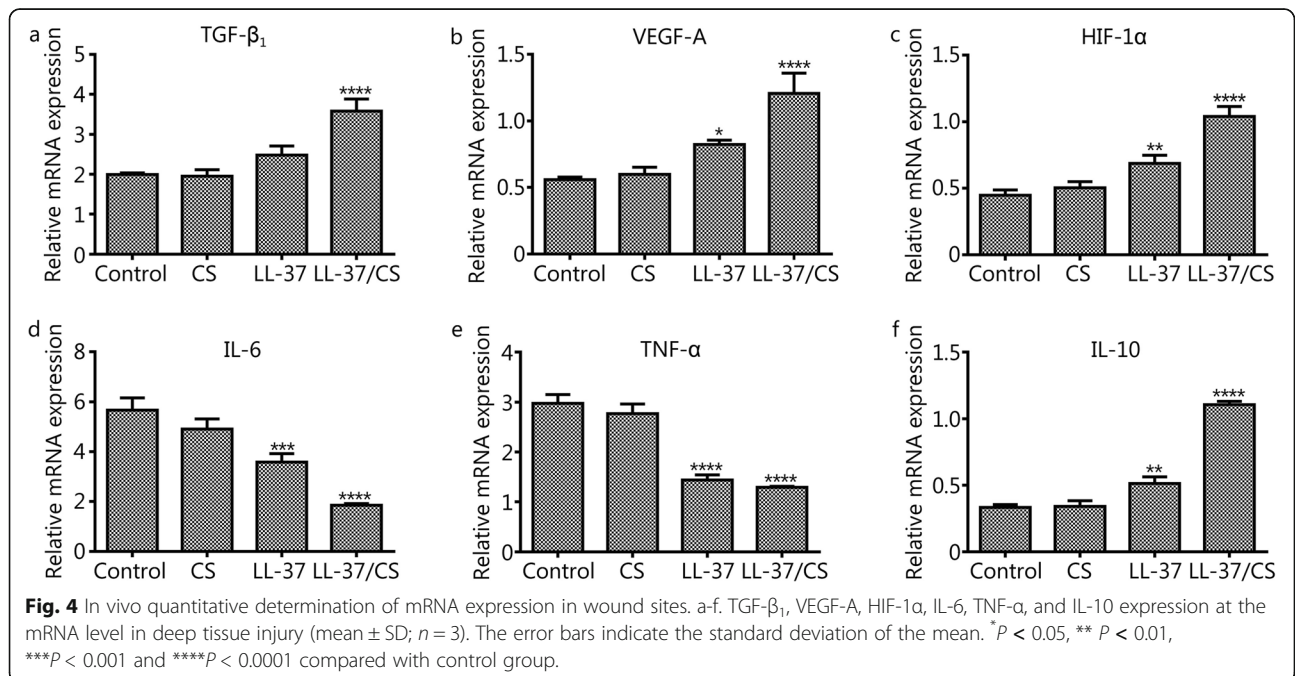 a
TGF-β₁
Relative mRNA expression
5
4
3
2
1
0
****
Control CS LL-37 LL-37/CS
b
VEGF-A
Relative mRNA expression
1.5
1.0
0.5
0.0
*
****
Control CS LL-37 LL-37/CS
c
HIF-1α
Relative mRNA expression
1.5
1.0
0.5
0
**
****
Control CS LL-37 LL-37/CS
d
IL-6
Relative mRNA expression
8
6
4
2
0
***
****
Control CS LL-37 LL-37/CS
e
TNF-α
Relative mRNA expression
4
3
2
1
0
****
****
Control CS LL-37 LL-37/CS
f
IL-10
Relative mRNA expression
1.5
1.0
0.5
0
**
****
Control CS LL-37 LL-37/CS
Fig. 4 In vivo quantitative determination of mRNA expression in wound sites. a-f. TGF-β₁, VEGF-A, HIF-1α, IL-6, TNF-α, and IL-10 expression at the
mRNA level in deep tissue injury (mean ± SD; n = 3). The error bars indicate the standard deviation of the mean. *P < 0.05, ** P < 0.01,
***P < 0.001 and ****P < 0.0001 compared with control group.